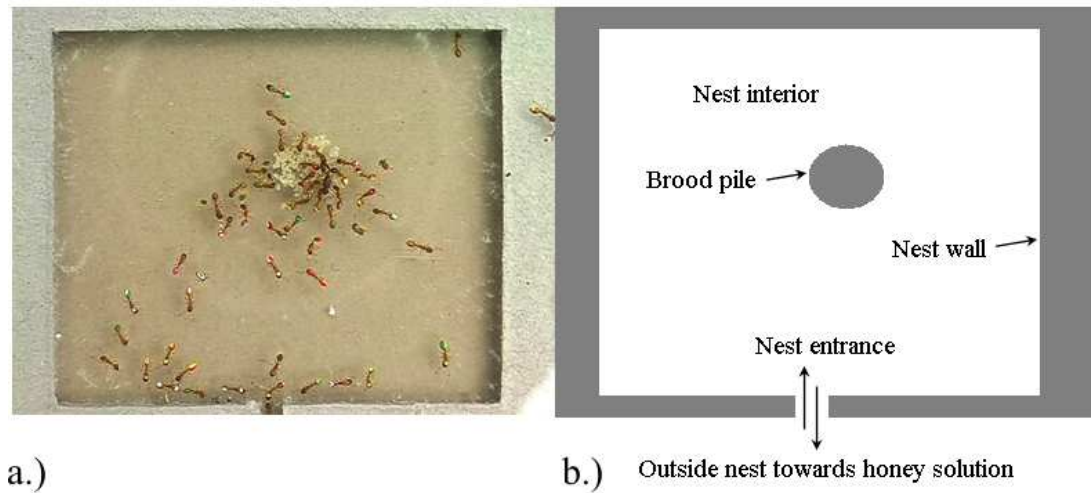 Nest interior
Brood pile
Nest wall
Nest entrance
a.)
b.) Outside nest towards honey solution